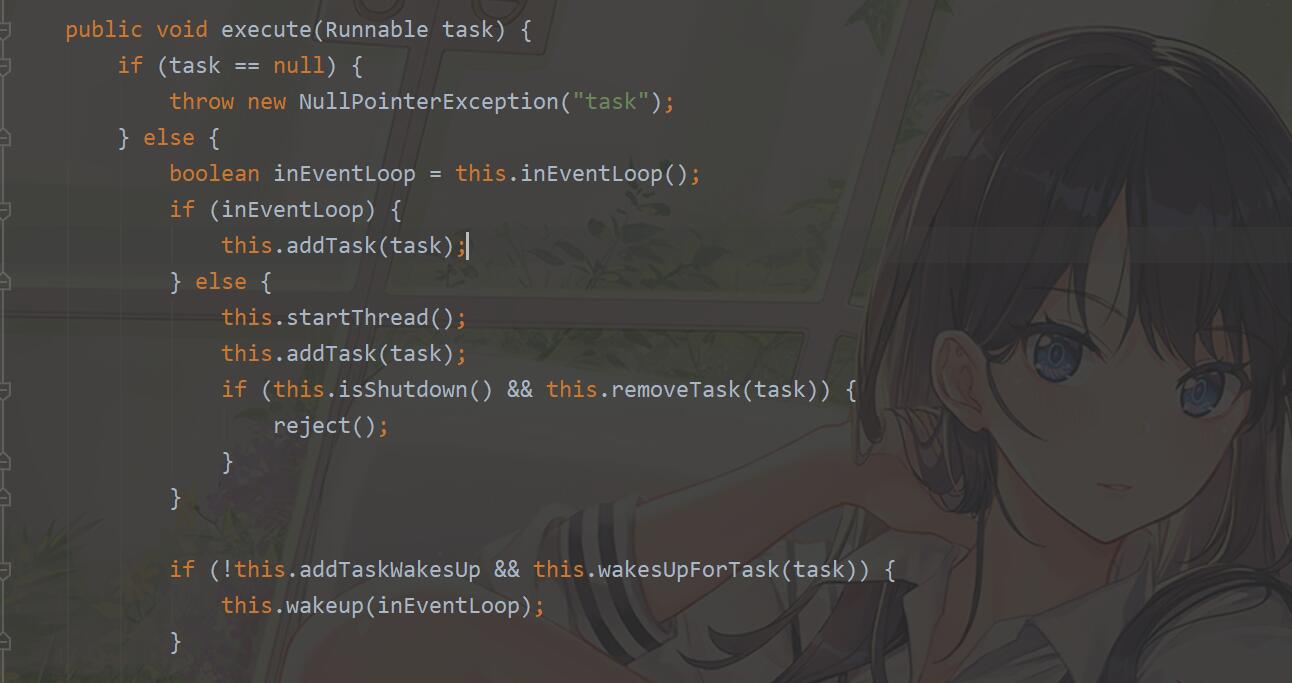 public void execute(Runnable task) {
if (task == null) {
throw new NullPointerException("task");
} else {
boolean inEventLoop = this.inEventLoop();
if (inEventLoop) {
this.addTask(task);
} else {
this.startThread();
this.addTask(task);
if (this.isShutdown() && this.removeTask(task)) {
reject();
}
}
if (!this.addTaskWakesUp && this.wakesUpForTask(task)) {
this.wakeup(inEventLoop);
}